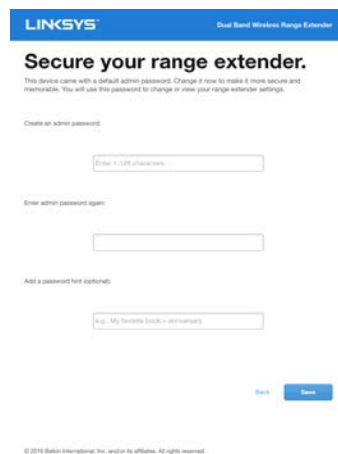 LINKSYS
Dual Band Wireless Range Extender
Secure your range extender.
This device came with a default admin password. Change it now to make it more secure and
memorable. You will use this password to change or view your range extender settings.
Create an admin password:
Enter 1-128 characters
Enter admin password again:
Add a password hint (optional):
e.g., My favorite book + anniversary
Back
Save
© 2016 Belkin International, Inc. and/or its affiliates. All rights reserved.